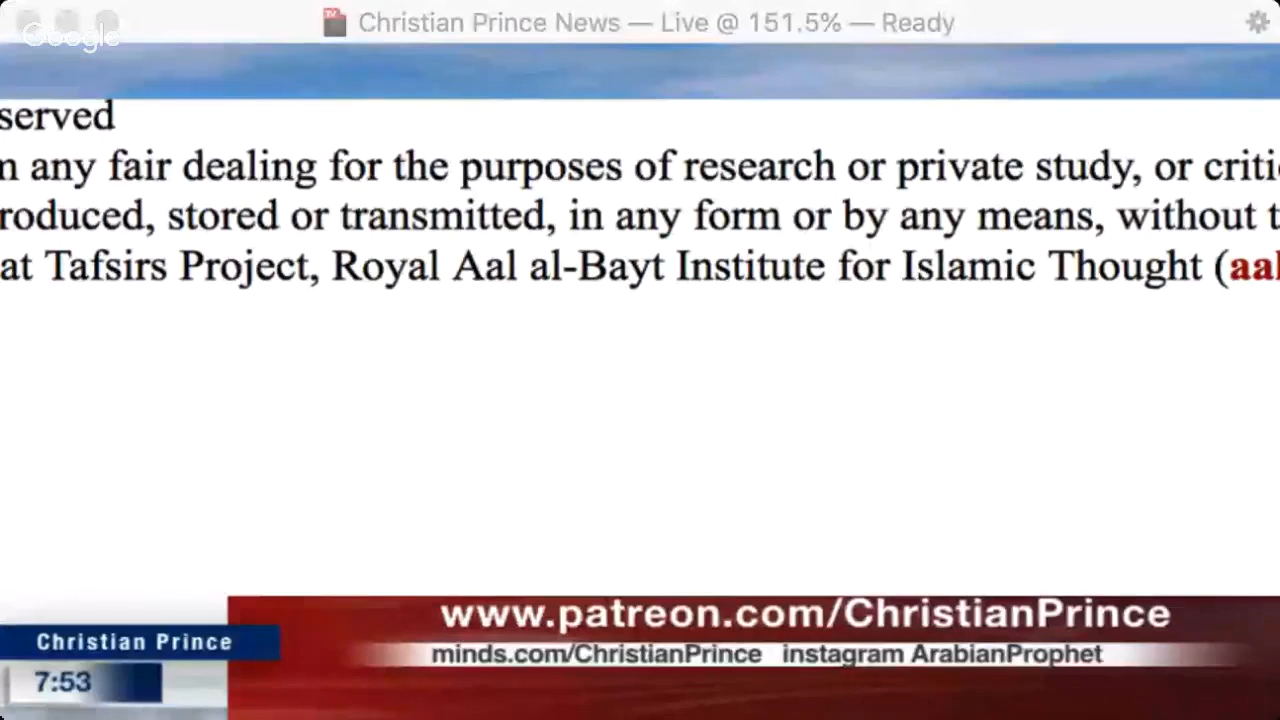 Christian Prince News — Live @ 151.5% — Ready
Google
served
any fair dealing for the purposes of research or private study, or
roduced, stored or transmitted, in any form or by any means, without
at Tafsirs Project, Royal Aal al-Bayt Institute for Islamic Thought (aal
www.patreon.com/ChristianPrince
Christian Prince
minds.com/ChristianPrince instagram ArabianProphet
7:53